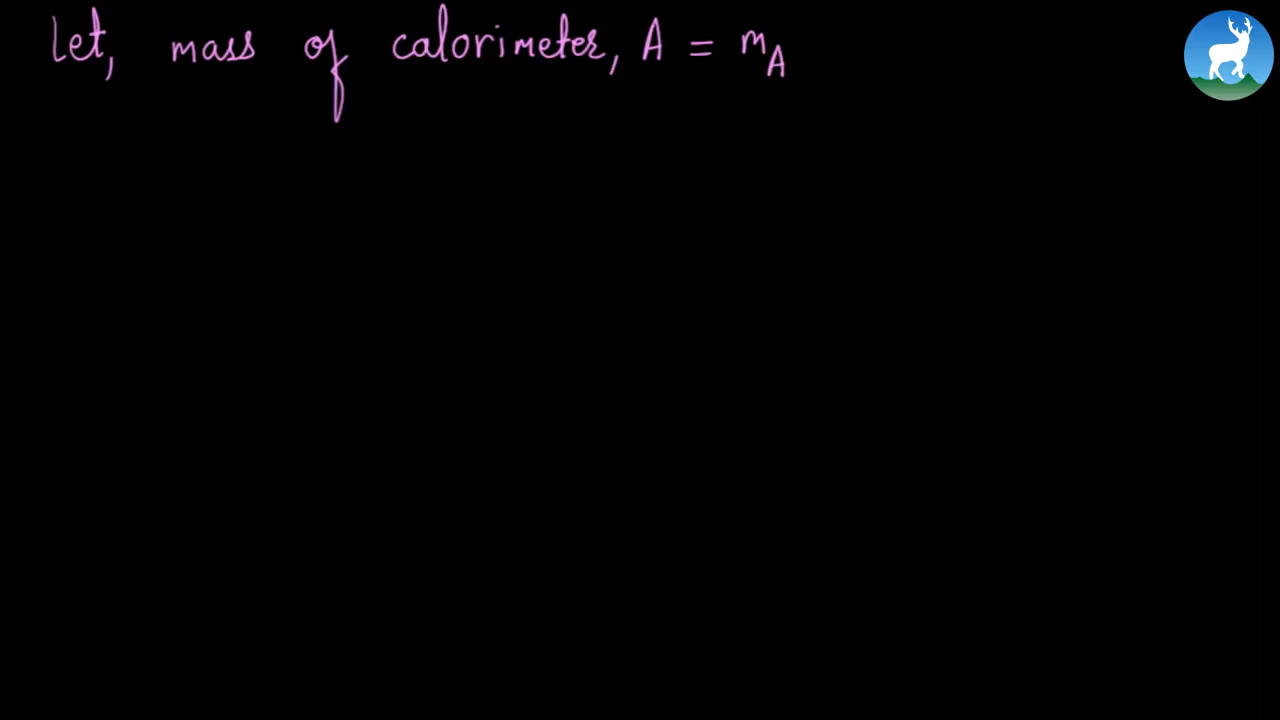 Let, mass of calorimeter, A = m_A